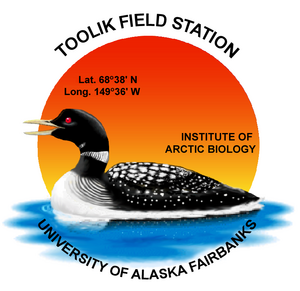 TOOLIK FIELD STATION
Lat. 68°38' N
Long. 149°36' W
INSTITUTE OF
ARCTIC BIOLOGY
UNIVERSITY OF ALASKA FAIRBANKS